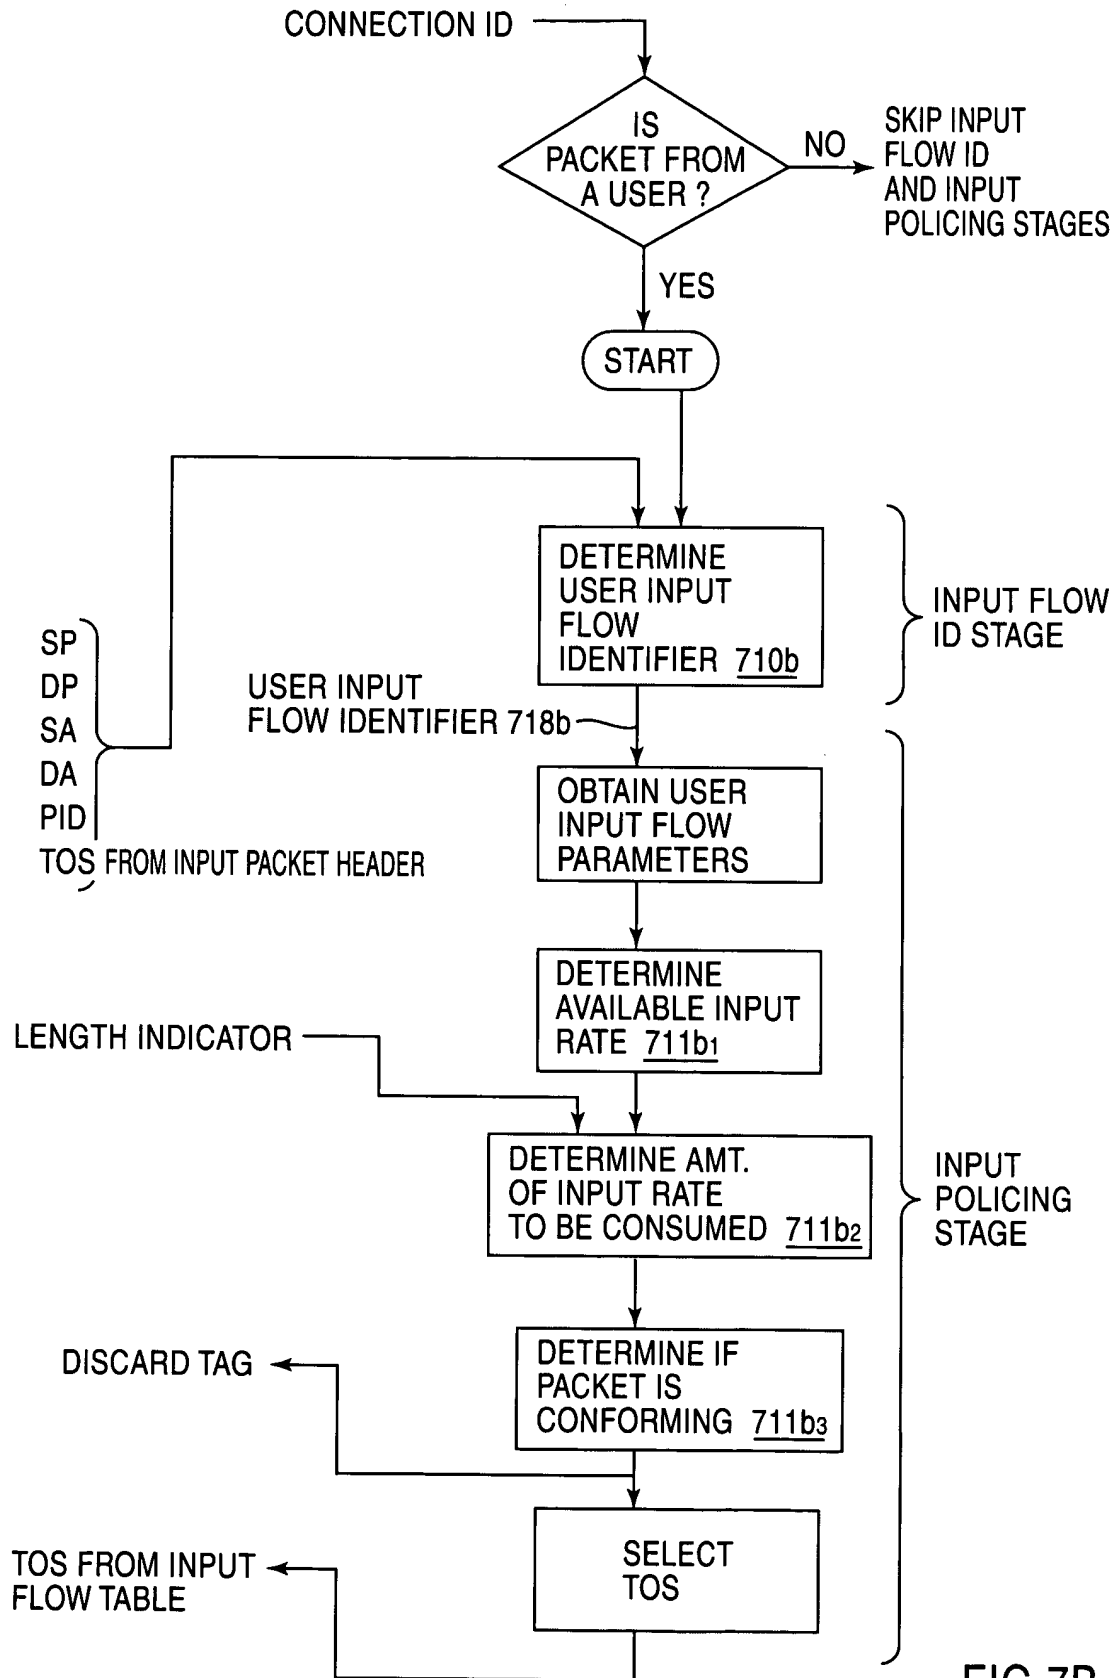 CONNECTION ID
IS
PACKET FROM
A USER ?
NO
SKIP INPUT
FLOW ID
AND INPUT
POLICING STAGES
YES
START
DETERMINE
USER INPUT
FLOW
IDENTIFIER 710b
INPUT FLOW
ID STAGE
SP
DP
SA
DA
PID
TOS FROM INPUT PACKET HEADER
USER INPUT
FLOW IDENTIFIER 718b
OBTAIN USER
INPUT FLOW
PARAMETERS
DETERMINE
AVAILABLE INPUT
RATE 711b1
LENGTH INDICATOR
DETERMINE AMT.
OF INPUT RATE
TO BE CONSUMED 711b2
INPUT
POLICING
STAGE
DETERMINE IF
PACKET IS
CONFORMING 711b3
DISCARD TAG
SELECT
TOS
TOS FROM INPUT
FLOW TABLE